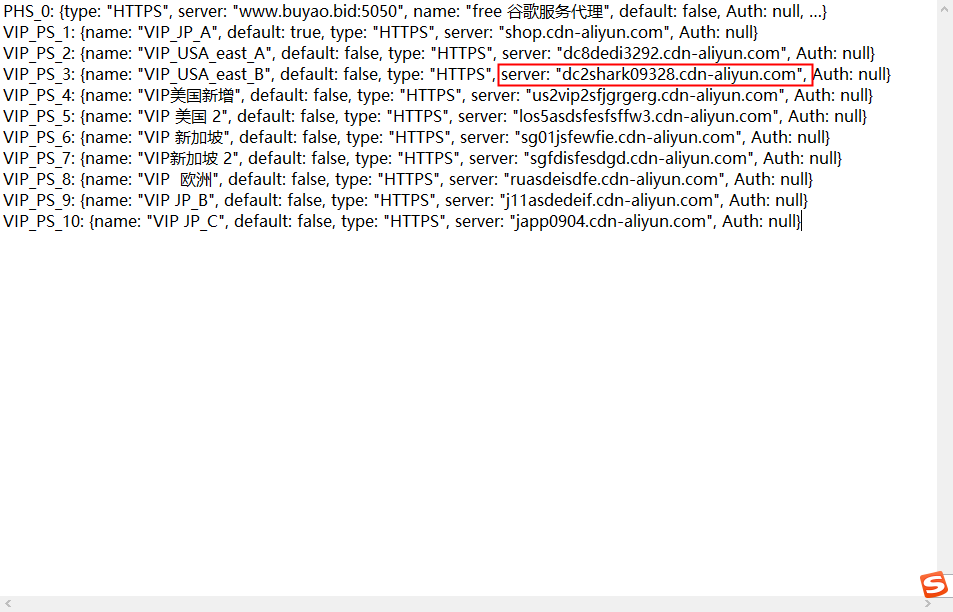 PHS_0: {type: "HTTPS", server: "www.buyao.bid:5050", name: "free 谷歌服务代理", default: false, Auth: null, …}
VIP_PS_1: {name: "VIP_JP_A", default: true, type: "HTTPS", server: "shop.cdn-aliyun.com", Auth: null}
VIP_PS_2: {name: "VIP_USA_east_A", default: false, type: "HTTPS", server: "dc8dedi3292.cdn-aliyun.com", Auth: null}
VIP_PS_3: {name: "VIP_USA_east_B", default: false, type: "HTTPS", server: "dc2shark09328.cdn-aliyun.com", Auth: null}
VIP_PS_4: {name: "VIP美国新增", default: false, type: "HTTPS", server: "us2vip2sfjgrgerg.cdn-aliyun.com", Auth: null}
VIP_PS_5: {name: "VIP 美国 2", default: false, type: "HTTPS", server: "los5asdsfesfsffw3.cdn-aliyun.com", Auth: null}
VIP_PS_6: {name: "VIP 新加坡", default: false, type: "HTTPS", server: "sg01jsfewfie.cdn-aliyun.com", Auth: null}
VIP_PS_7: {name: "VIP新加坡 2", default: false, type: "HTTPS", server: "sgfdisfesdgd.cdn-aliyun.com", Auth: null}
VIP_PS_8: {name: "VIP  欧洲", default: false, type: "HTTPS", server: "ruasdeisdfe.cdn-aliyun.com", Auth: null}
VIP_PS_9: {name: "VIP JP_B", default: false, type: "HTTPS", server: "j11asdedeif.cdn-aliyun.com", Auth: null}
VIP_PS_10: {name: "VIP JP_C", default: false, type: "HTTPS", server: "japp0904.cdn-aliyun.com", Auth: null}